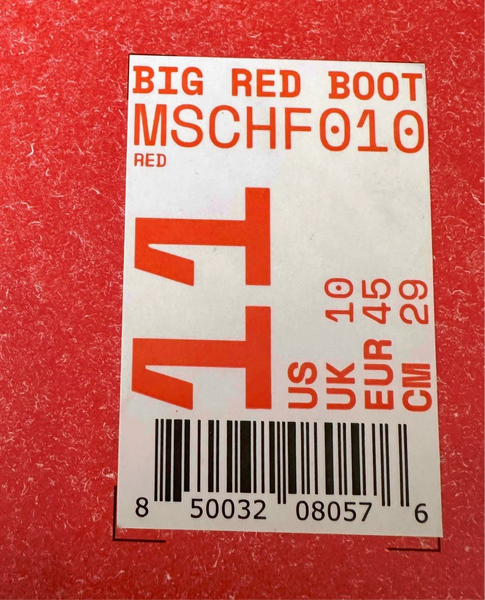 BIG RED BOOT
MSCHF010
RED
11
US
UK 10
EUR 45
CM 29
8 50032 08057 6